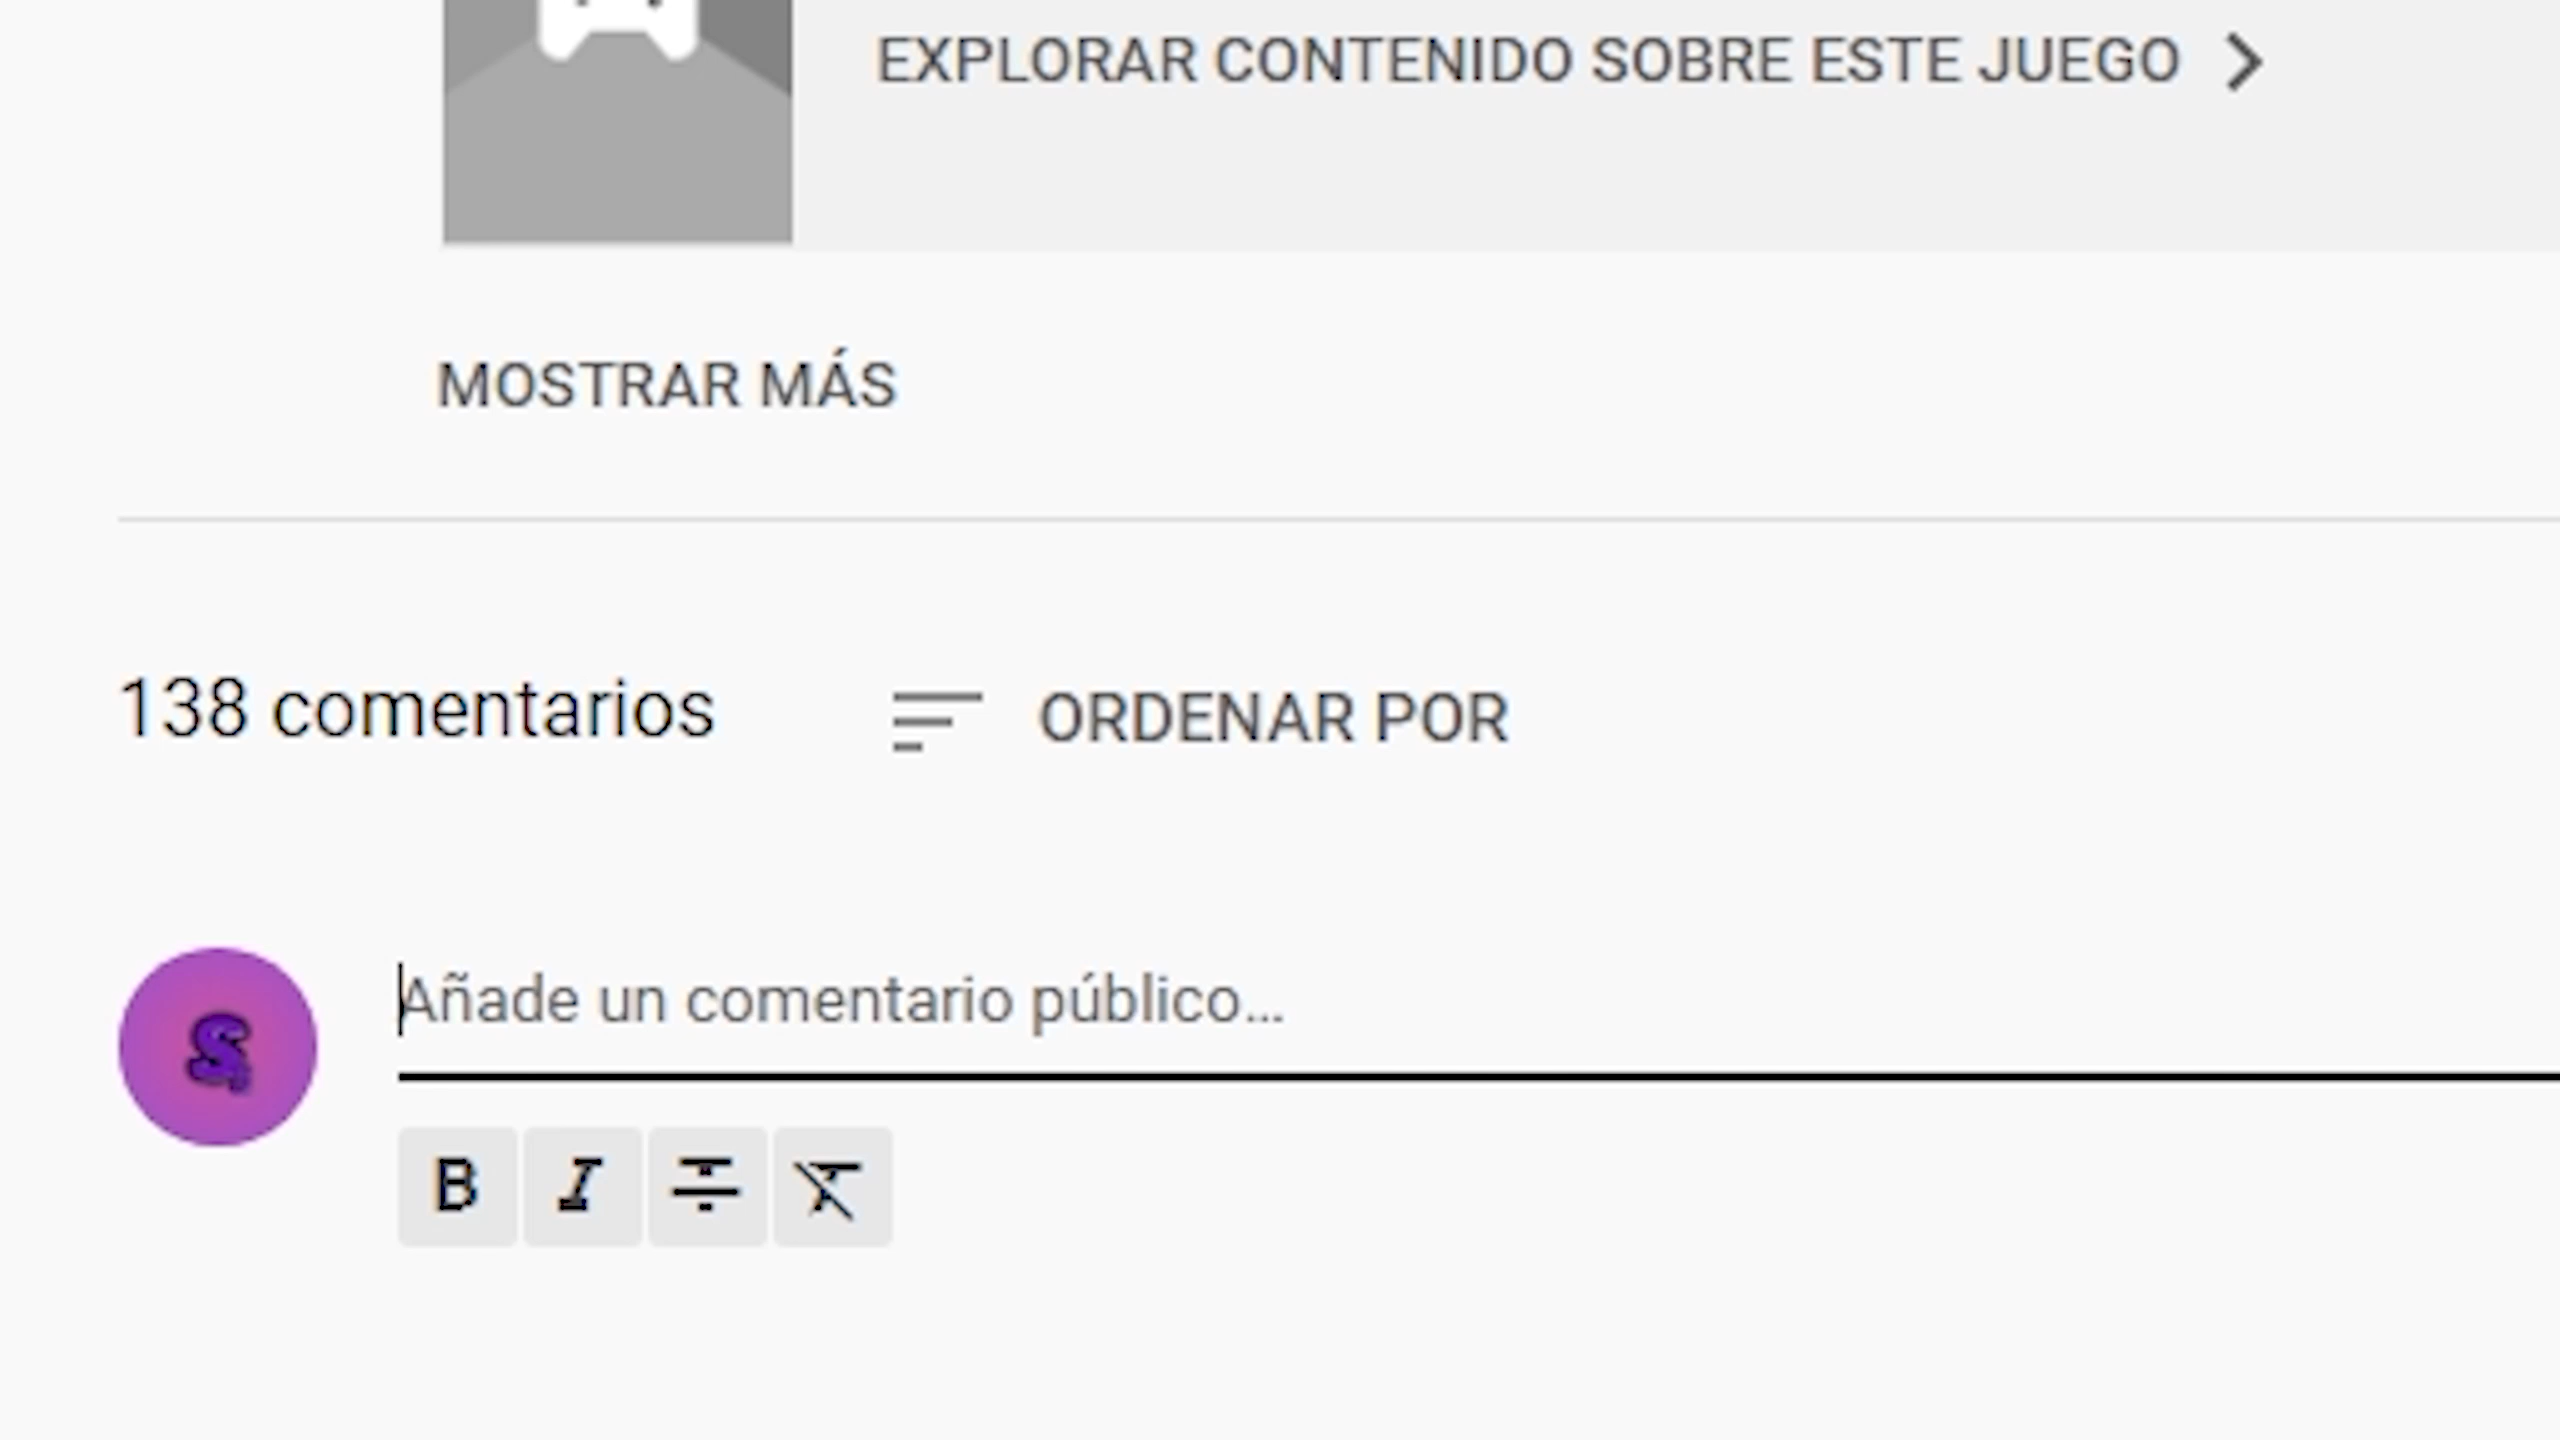 EXPLORAR CONTENIDO SOBRE ESTE JUEGO
MOSTRAR MÁS
138 comentarios
ORDENAR POR
S
Añade un comentario público...
B I T T